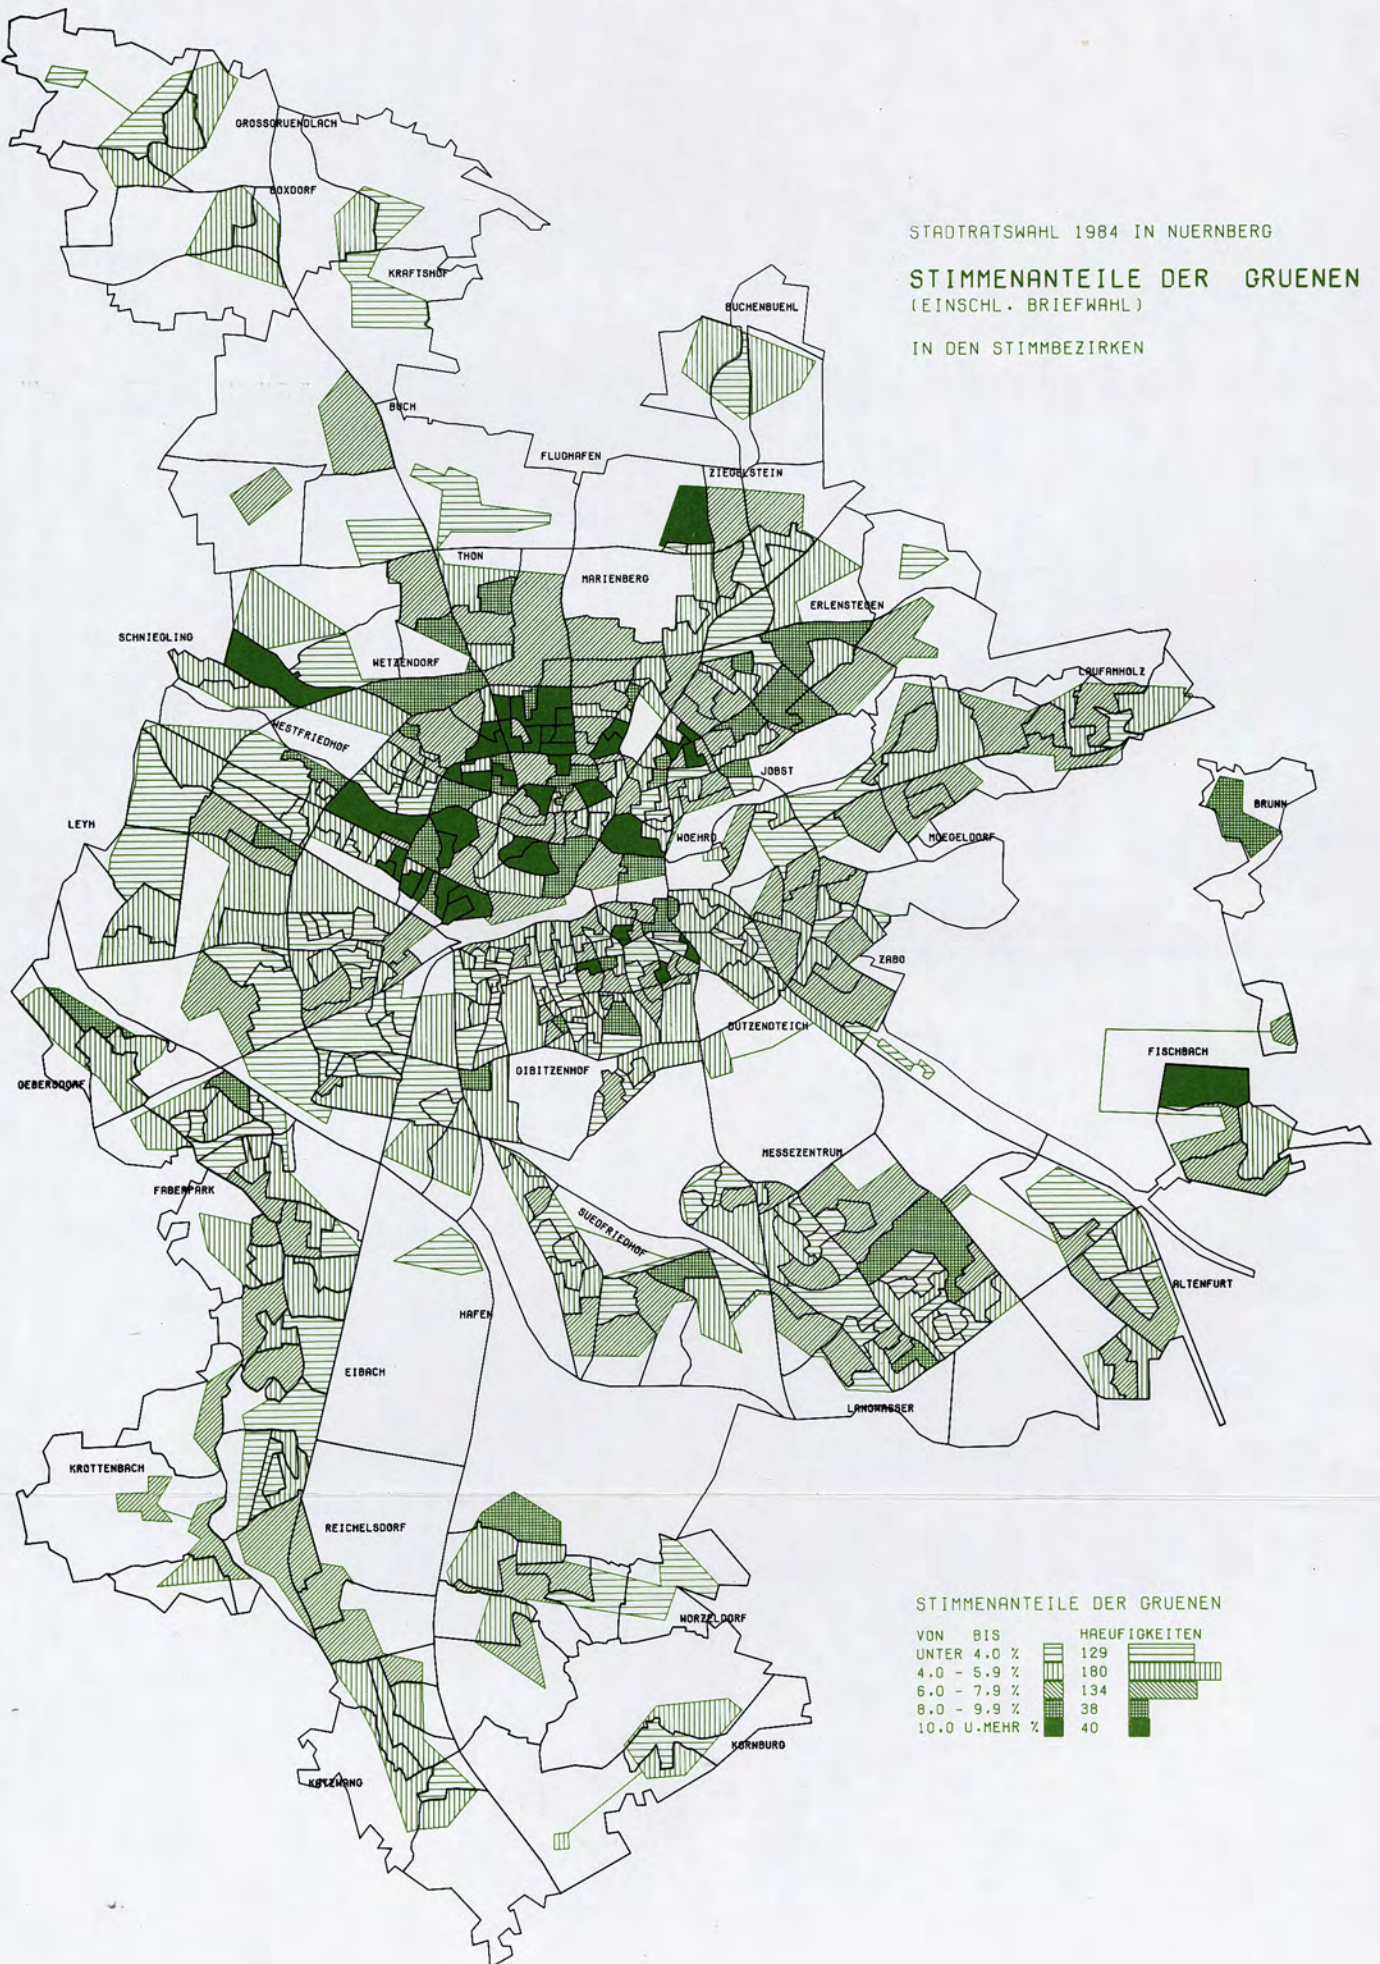 GROSSGRUENDLACH
BOXDORF
STADTRATSWAHL 1984 IN NUERNBERG
KRAFTSHOF
STIMMENANTEILE DER GRUENEN
(EINSCHL. BRIEFWAHL)
BUCHENBUEHL
IN DEN STIMMBEZIRKEN
BUCH
FLUGHAFEN
ZIEGELSTEIN
THON
MARIENBERG
ERLENSTEGEN
SCHNIEGLING
WETZENDORF
LAUFAMHOLZ
WESTFRIEDHOF
JOBST
BRUNN
LEYH
WOEHRD
MOEGELDORF
ZABO
DUTZENDTEICH
FISCHBACH
GIBITZENHOF
GEBERSDORF
MESSEZENTRUM
FABERPARK
SUEDFRIEDHOF
ALTENFURT
HAFEN
EIBACH
LANGWASSER
KROTTENBACH
REICHELSDORF
WORZELDORF
STIMMENANTEILE DER GRUENEN
VON BIS HAEUFIGKEITEN
UNTER 4.0 % 129
4.0 - 5.9 % 180
6.0 - 7.9 % 134
8.0 - 9.9 % 38
10.0 U.MEHR % 40
KORNBURG
KATZWANG